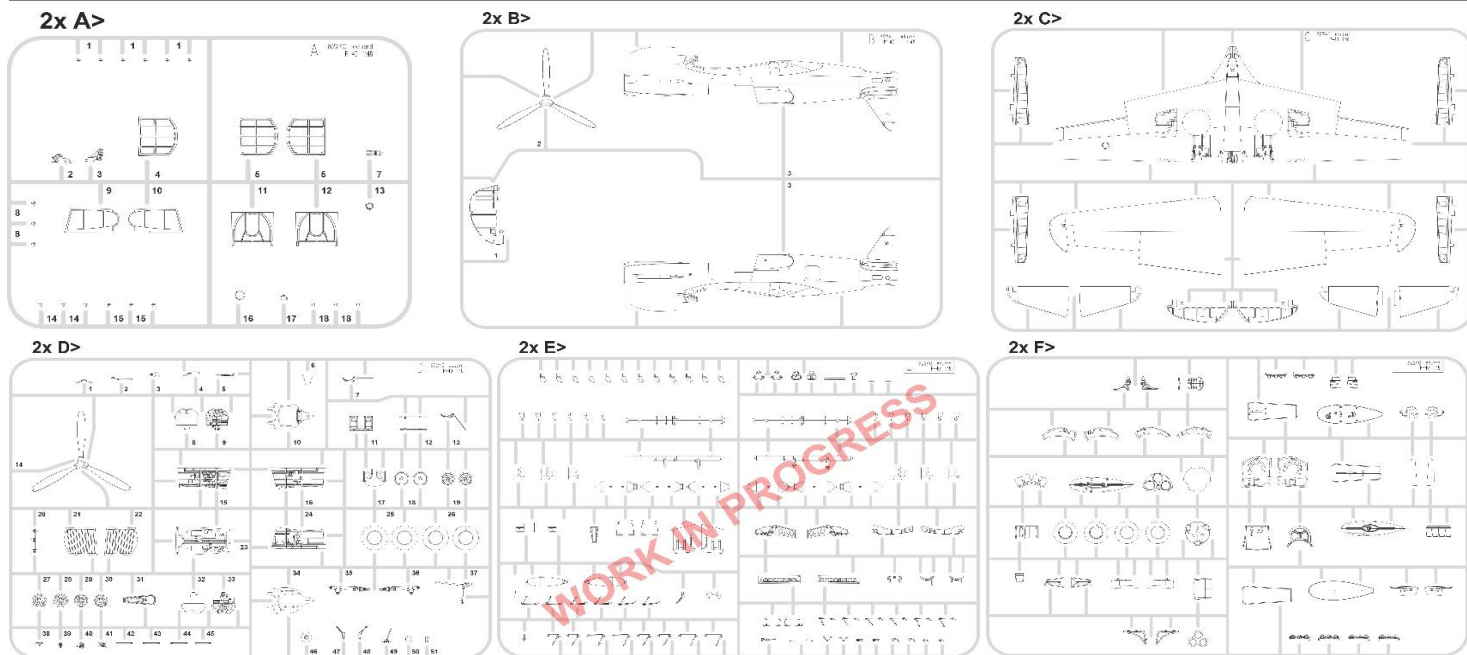 2x A>
1 1 1
A
2 3 4 5 5 7
9 10 11 12 13
8
8
14 14 15 15 16 17 18 18
2x B>
B
2
3
3
1
2x C>
C
2x D>
1 2 3 4 5 6
7
8 9 10 11 12 13
14
15 16 17 18 19
20 21 22 23 24 25 26
27 28 29 30 31 32 33 34 35 36 37
38 39 40 41 42 43 44 45
46 47 48 49 50 51
2x E>
WORK IN PROGRESS
2x F>